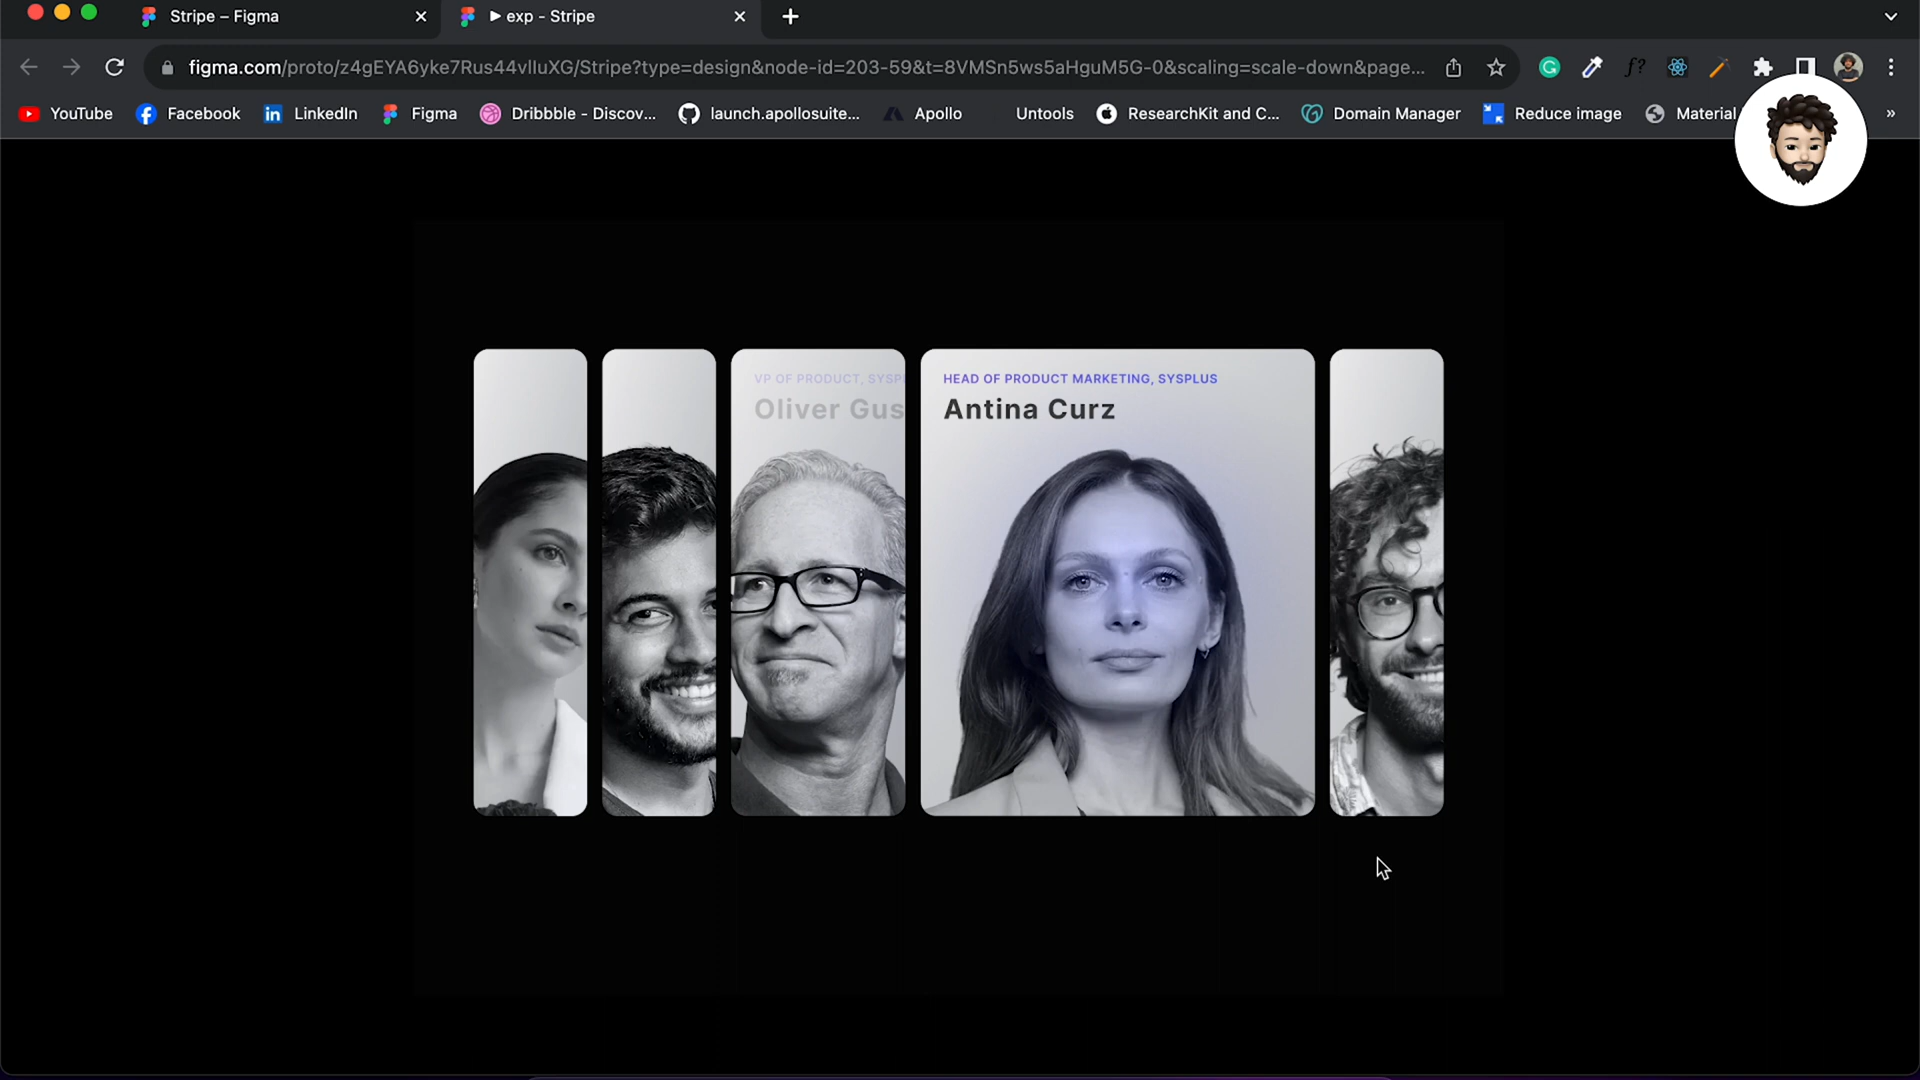 Stripe – Figma
exp - Stripe
figma.com/proto/z4gEYA6yke7Rus44vlIuXG/Stripe?type=design&node-id=203-59&t=8VMSn5ws5aHguM5G-0&scaling=scale-down&page...
f?
YouTube
Facebook
LinkedIn
Figma
Dribbble - Discov...
launch.apollosuite...
Apollo
Untools
ResearchKit and C...
Domain Manager
Reduce image
Material
»
VP OF PRODUCT, SYSP
Oliver Gus
HEAD OF PRODUCT MARKETING, SYSPLUS
Antina Curz